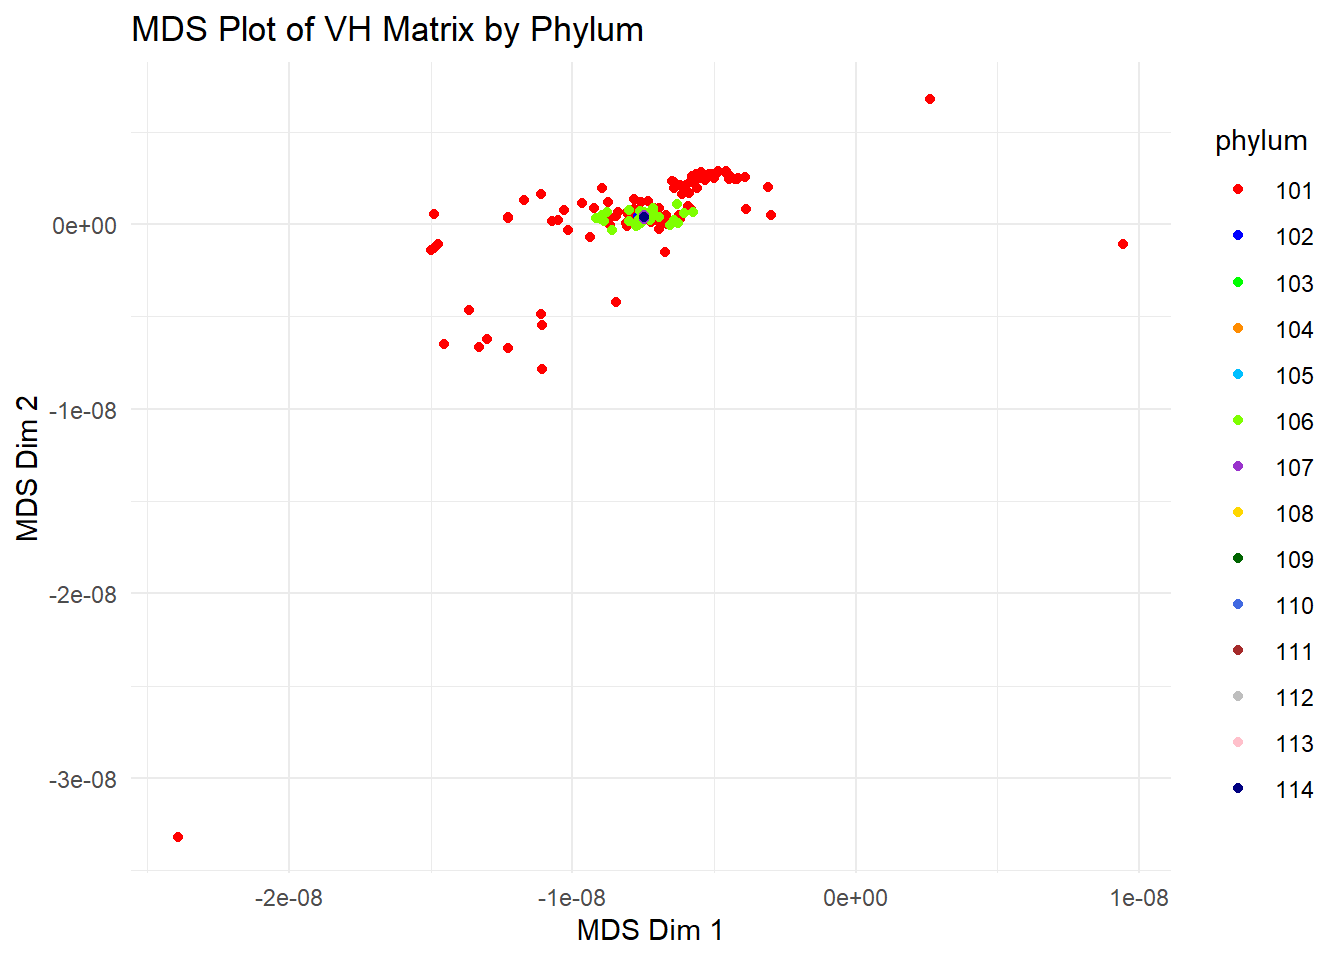 MDS Plot of VH Matrix by Phylum
phylum
101
102
103
104
105
106
107
108
109
110
111
112
113
114
MDS Dim 2
0e+00
-1e-08
-2e-08
-3e-08
-2e-08
-1e-08
0e+00
1e-08
MDS Dim 1